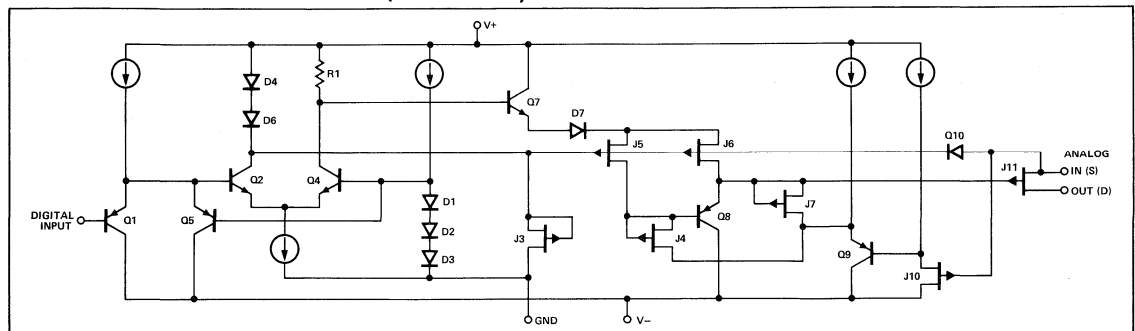 V+
D4
R1
D6
Q7
D7
J5
J6
Q10
ANALOG
IN (S)
J11
OUT (D)
Q2
Q4
D1
J7
DIGITAL
INPUT
Q1
Q5
D2
J3
Q8
J4
D3
Q9
J10
GND
V−